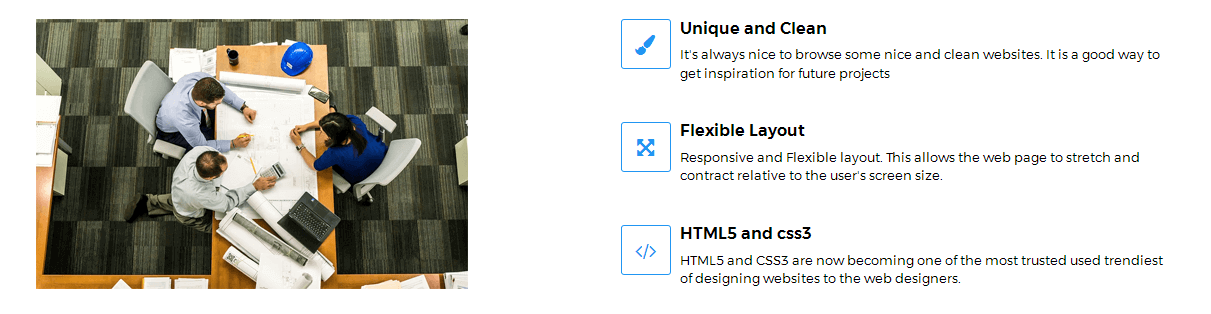 Unique and Clean
It's always nice to browse some nice and clean websites. It is a good way to
get inspiration for future projects
Flexible Layout
Responsive and Flexible layout. This allows the web page to stretch and
contract relative to the user's screen size.
HTML5 and css3
HTML5 and CSS3 are now becoming one of the most trusted used trendiest
of designing websites to the web designers.